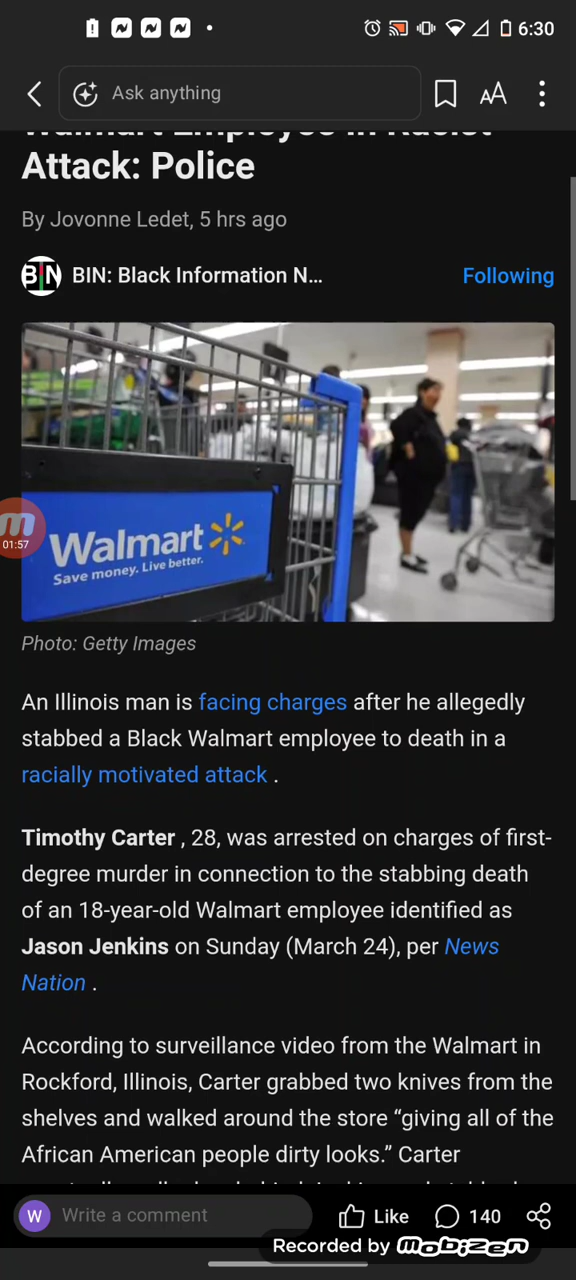 6:30
Ask anything
AA
Walmart Employee In Racist
Attack: Police
By Jovonne Ledet, 5 hrs ago
BIN
BIN: Black Information N...
Following
Walmart
Save money. Live better.
01:57
Photo: Getty Images
An Illinois man is facing charges after he allegedly
stabbed a Black Walmart employee to death in a
racially motivated attack .
Timothy Carter , 28, was arrested on charges of first-
degree murder in connection to the stabbing death
of an 18-year-old Walmart employee identified as
Jason Jenkins on Sunday (March 24), per News
Nation .
According to surveillance video from the Walmart in
Rockford, Illinois, Carter grabbed two knives from the
shelves and walked around the store “giving all of the
African American people dirty looks.” Carter
W
Write a comment
Like
140
Recorded by mobizen